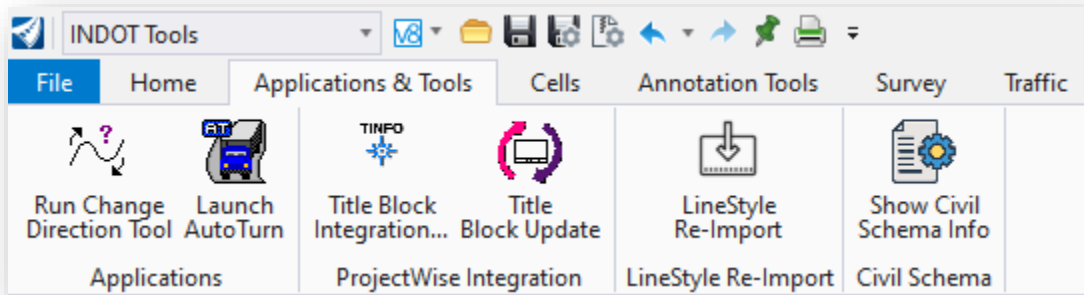 INDOT Tools
V8
File Home Applications & Tools Cells Annotation Tools Survey Traffic
? AT TINFO
Run Change Launch Title Block Title LineStyle Show Civil
Direction Tool AutoTurn Integration... Block Update Re-Import Schema Info
Applications ProjectWise Integration LineStyle Re-Import Civil Schema